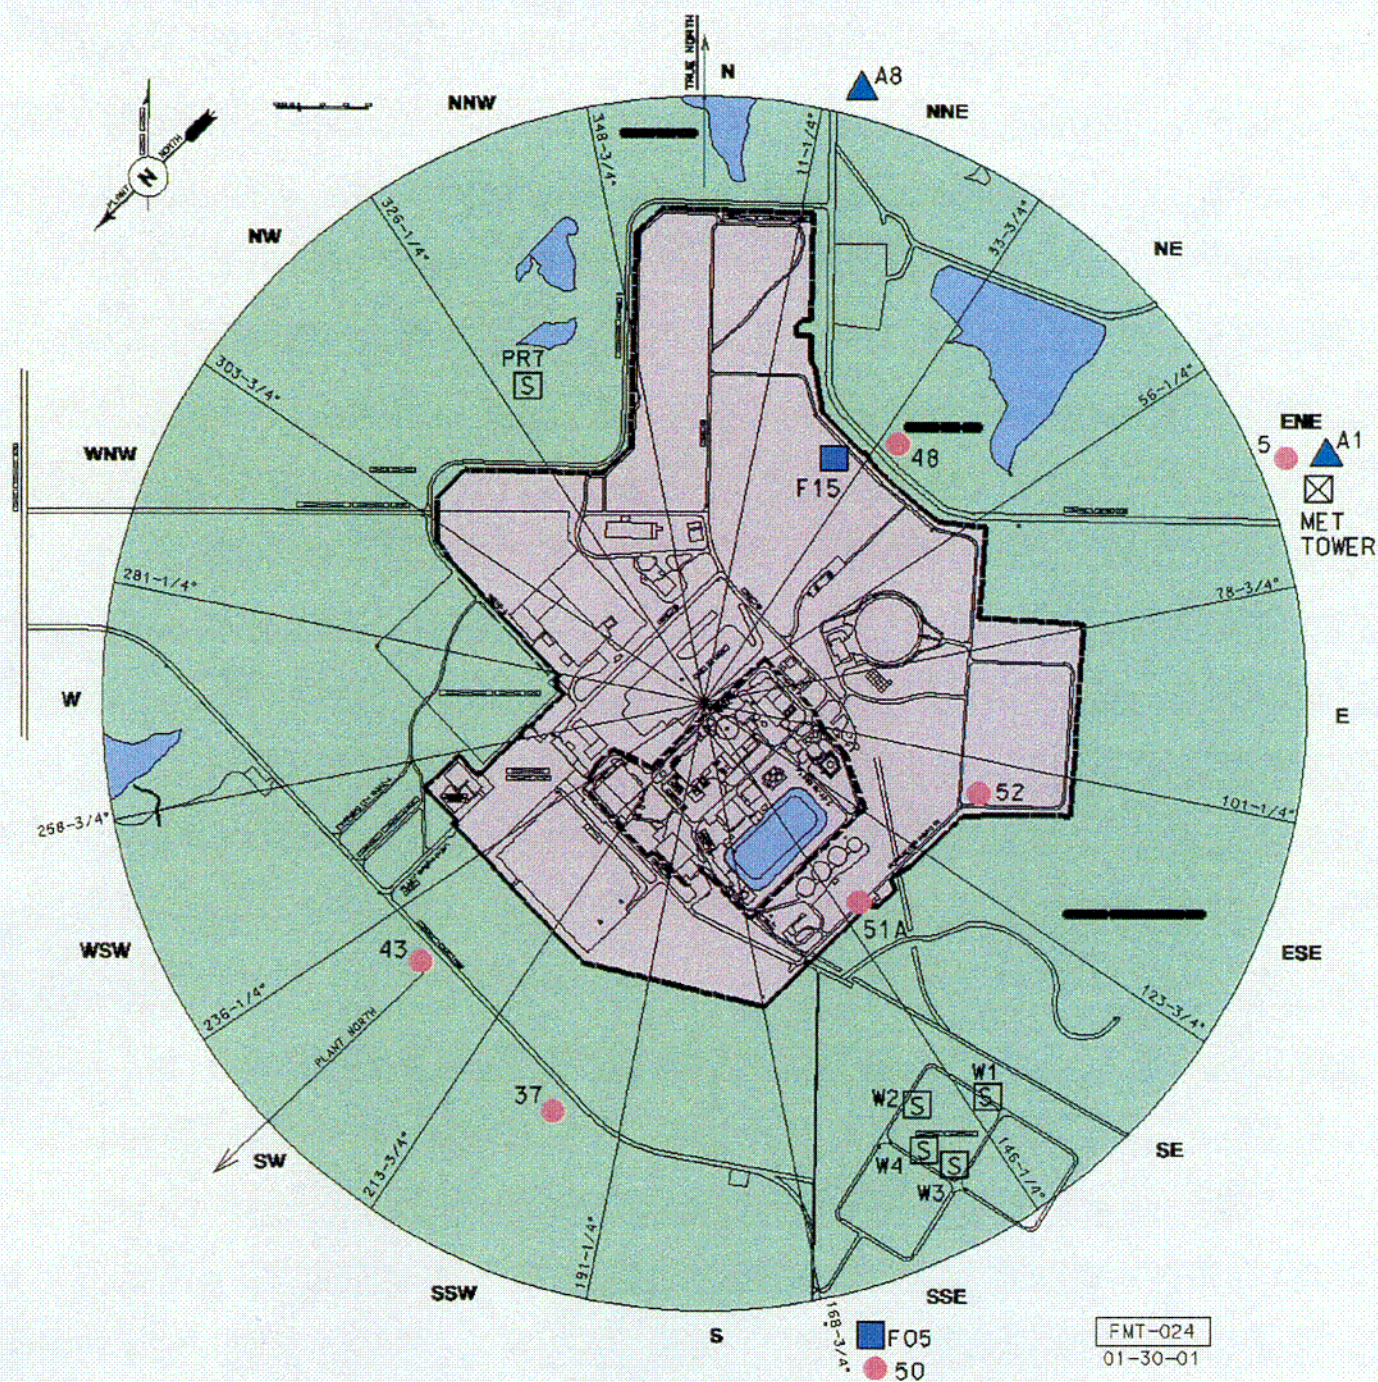 TRUE NORTH
N
A8
NNW
NNE
348-3/4°
11-1/4°
PLANT NORTH
N
326-1/4°
33-3/4°
NW
NE
PR7
S
303-3/4°
56-1/4°
ENE
5
A1
48
F15
WNW
MET
TOWER
281-1/4°
78-3/4°
W
E
52
101-1/4°
258-3/4°
51A
43
WSW
ESE
236-1/4°
123-3/4°
PLANT NORTH
W1
S
W2
S
37
W4
S
S
W3
146-1/4°
SW
SE
213-3/4°
191-1/4°
SSW
SSE
168-3/4°
S
F05
50
FMT-024
01-30-01